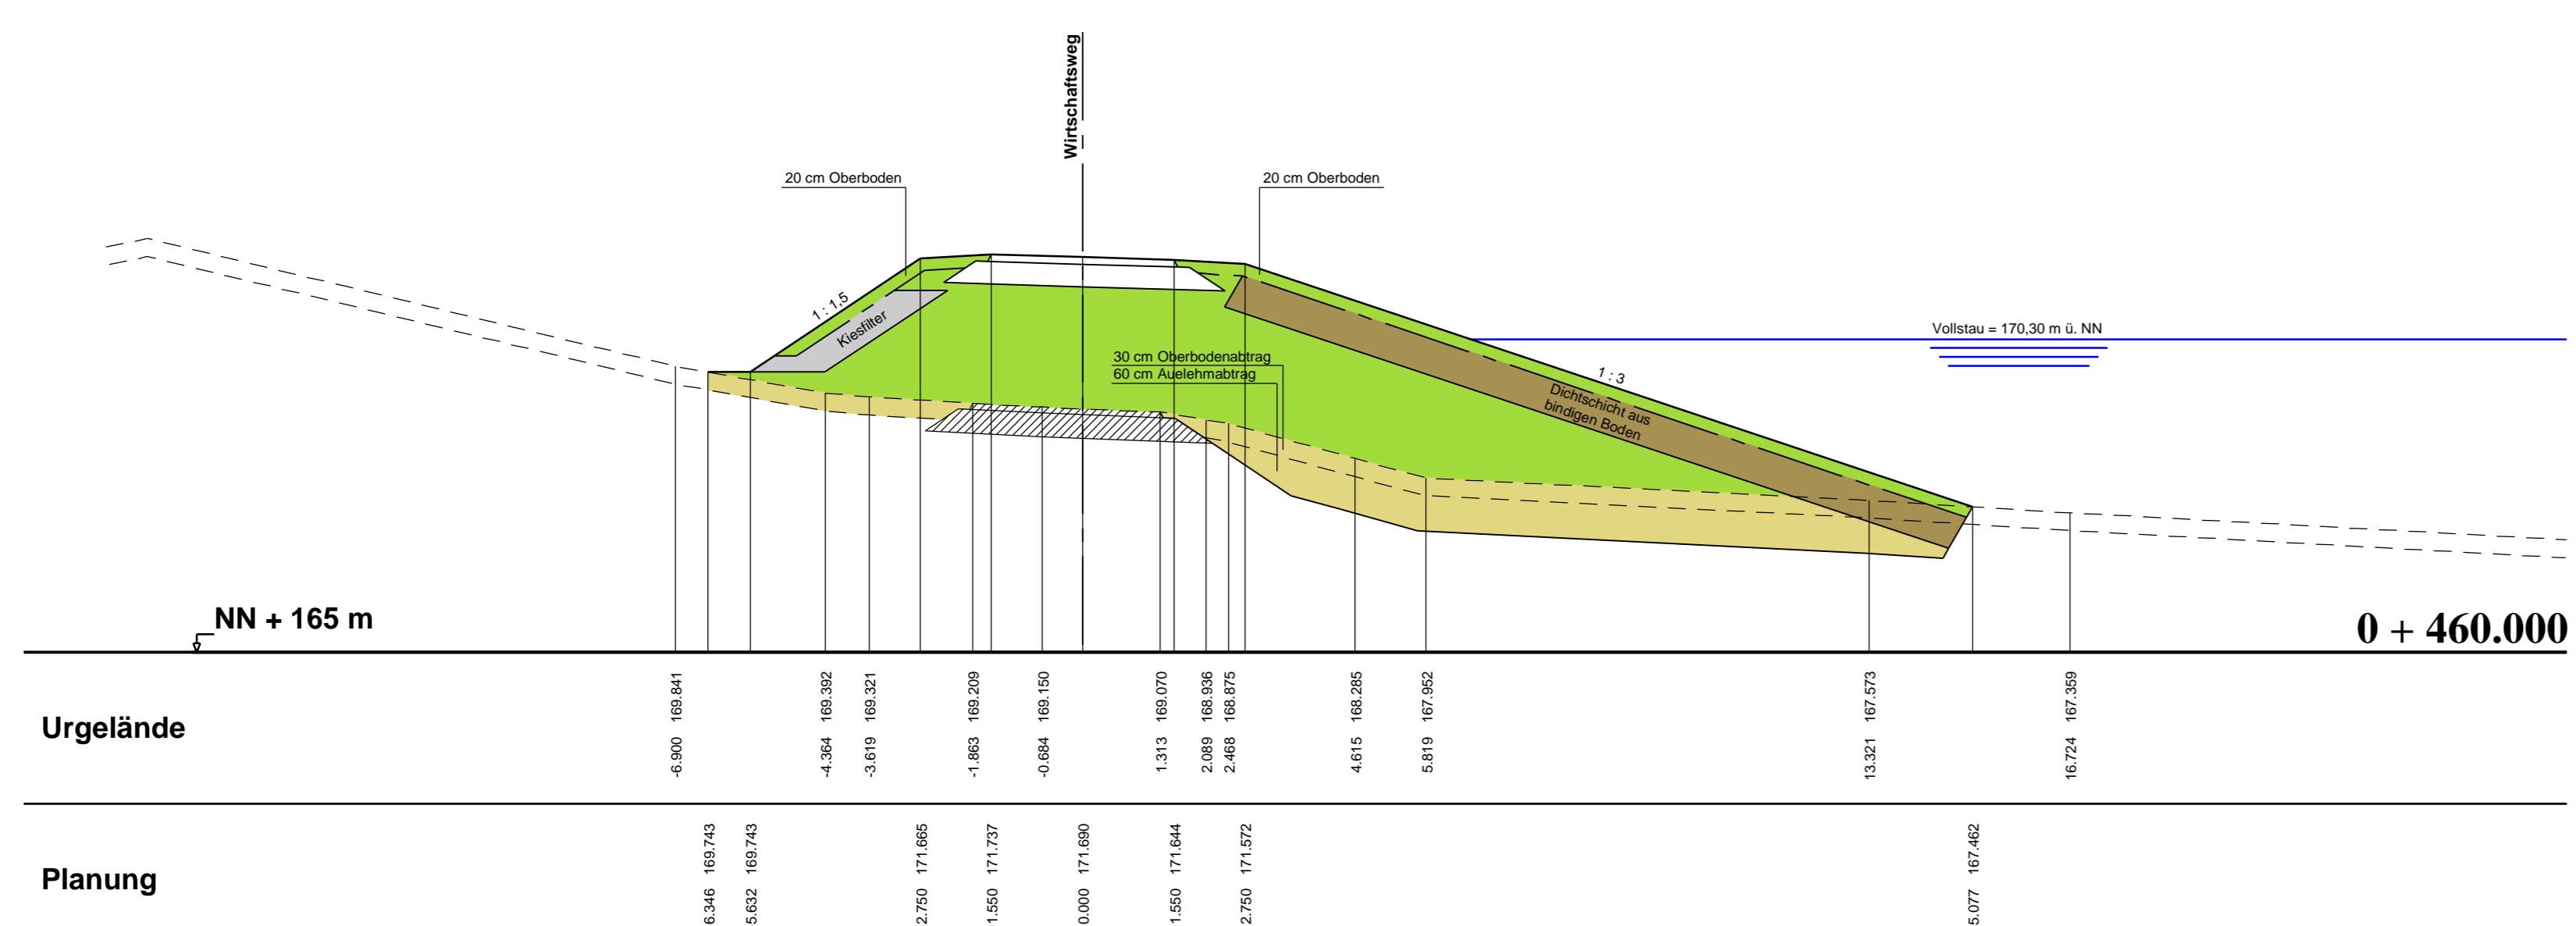 Wirtschaftsweg
20 cm Oberboden
20 cm Oberboden
1 : 1,5
Kiesfilter
Vollstau = 170,30 m ü. NN
30 cm Oberbodenabtrag
60 cm Auelehmabtrag
1 : 3
Dichtschicht aus
bindigen Boden
NN + 165 m
0 + 460.000
Urgelände
-6.900 169.841
-4.364 169.392
-3.619 169.321
-1.863 169.209
-0.684 169.150
1.313 169.070
2.089 168.936
2.468 168.875
4.615 168.285
5.819 167.952
13.321 167.573
16.724 167.359
Planung
6.346 169.743
5.632 169.743
2.750 171.665
1.550 171.737
0.000 171.690
1.550 171.644
2.750 171.572
5.077 167.462